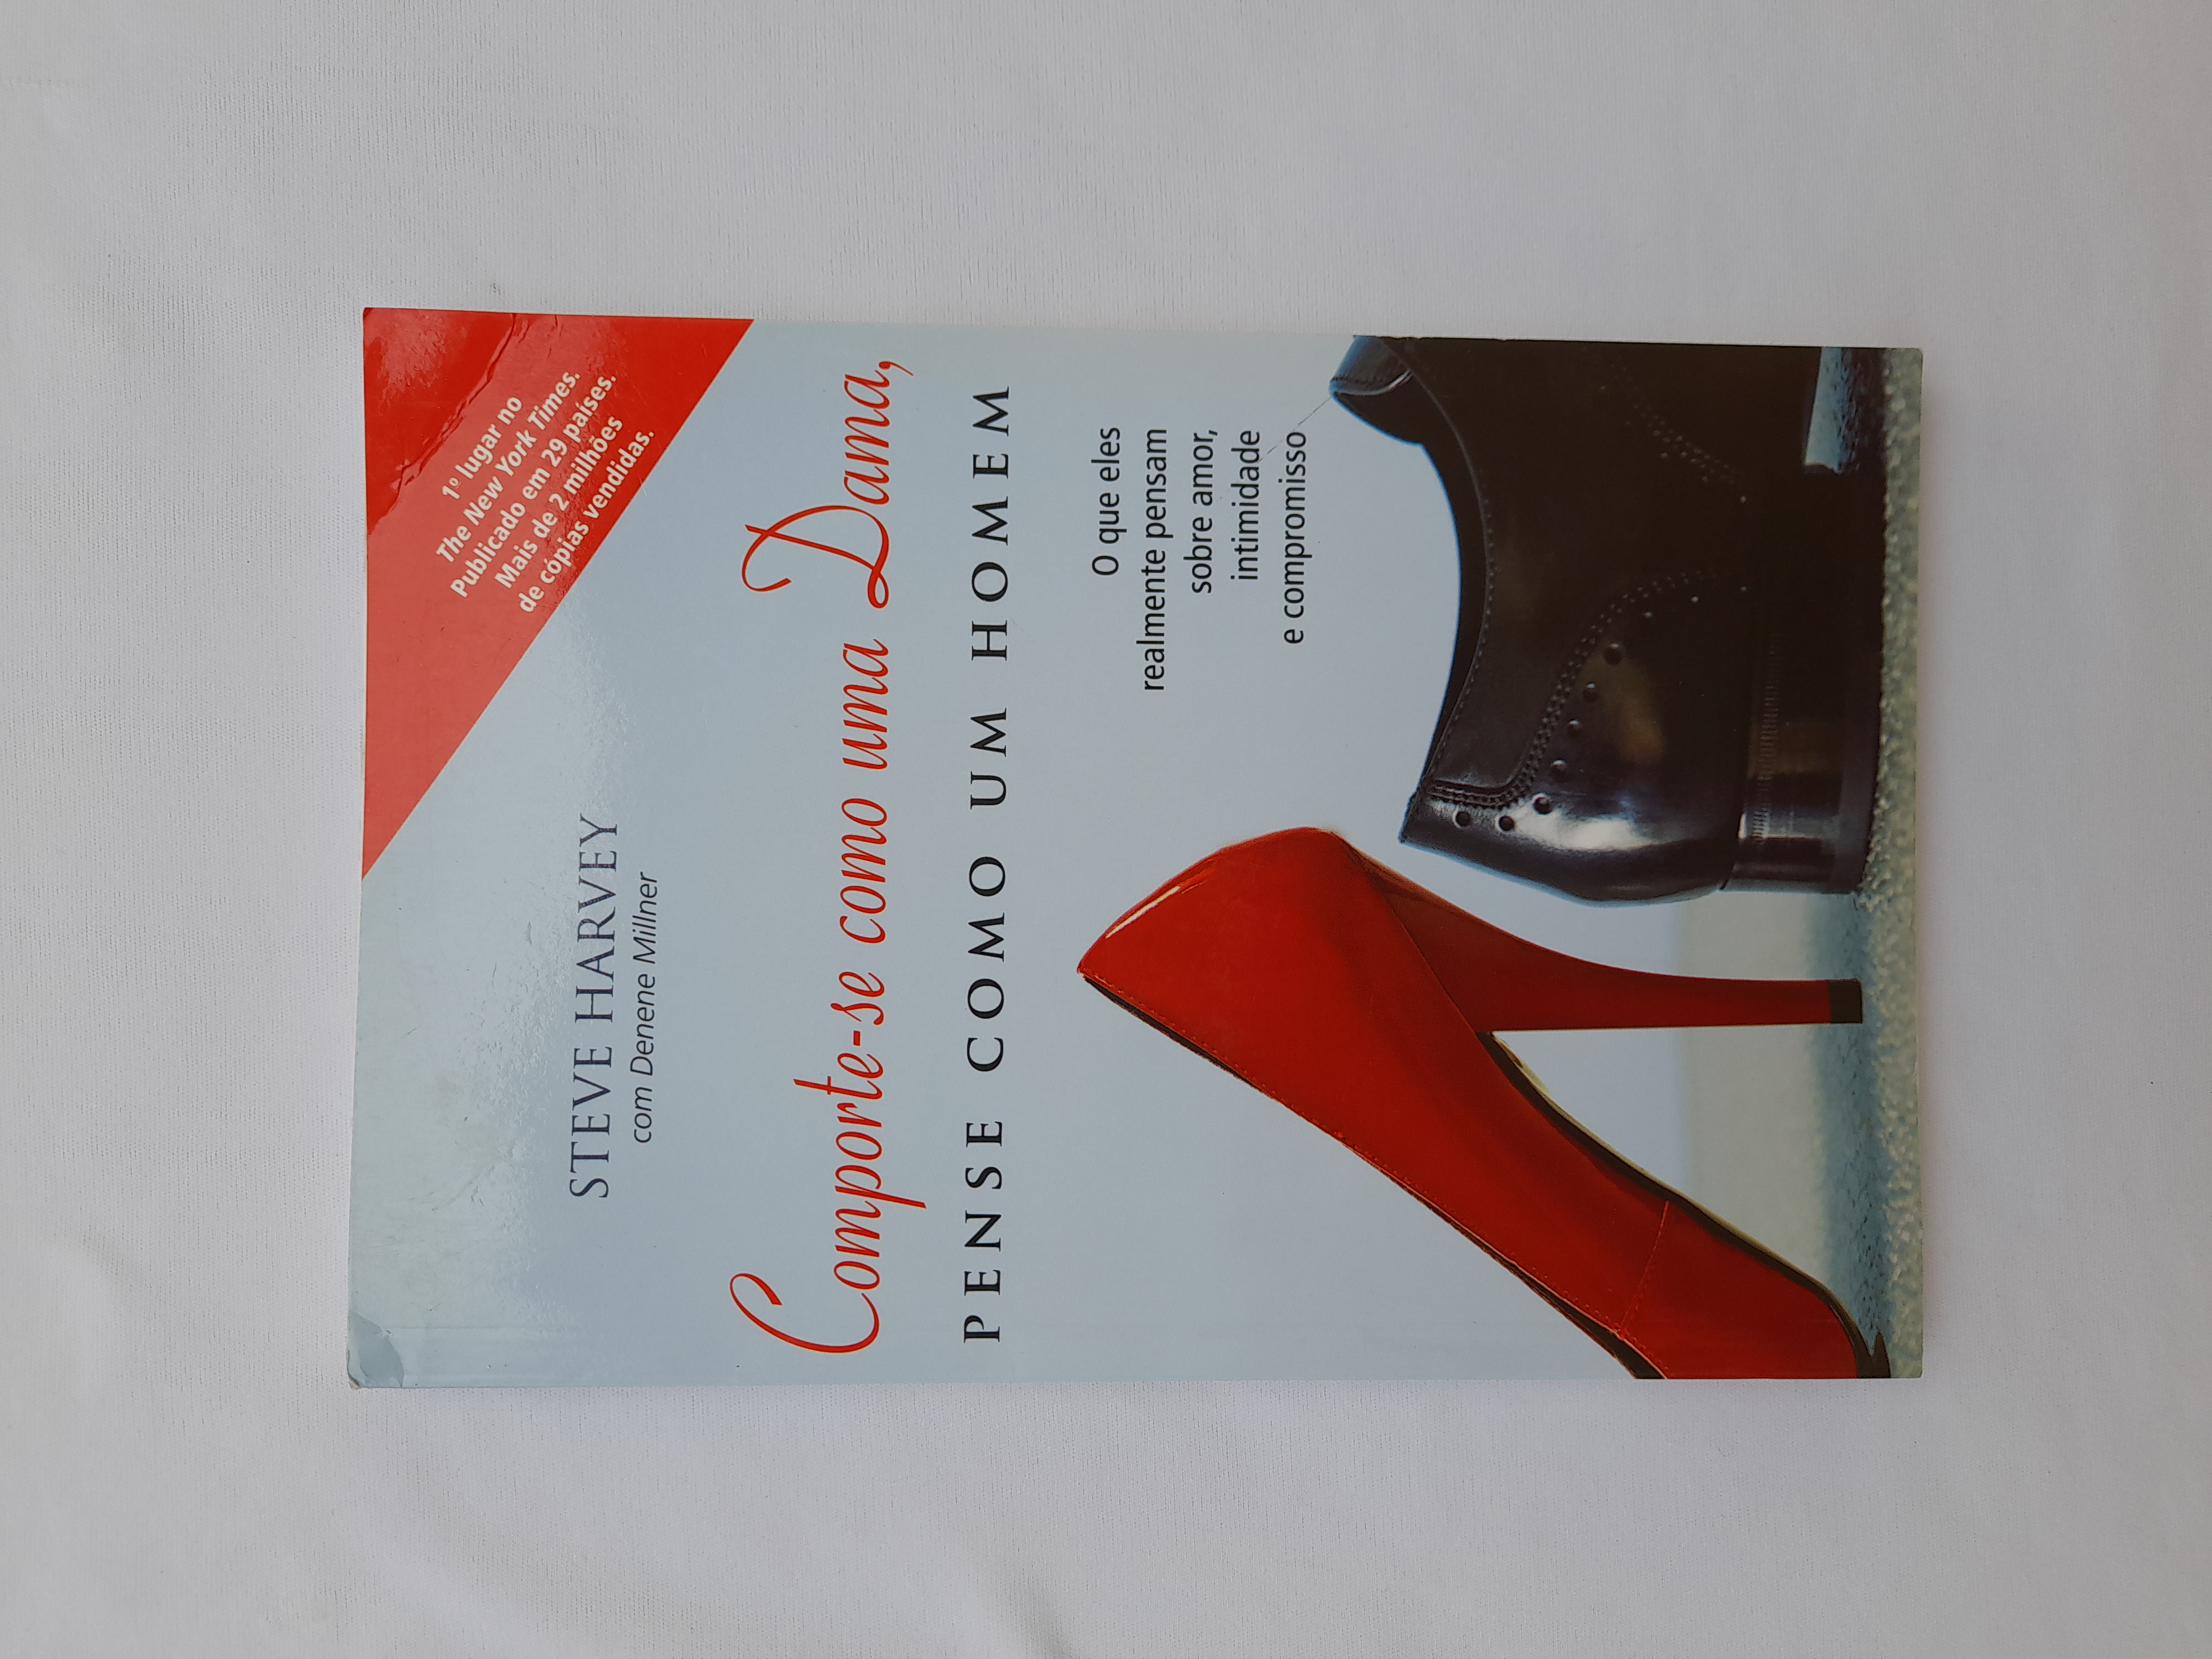 1º lugar no
The New York Times.
Publicado em 29 países.
Mais de 2 milhões
de cópias vendidas.
STEVE HARVEY
com Denene Millner
Comporte-se como uma Dama,
PENSE COMO UM HOMEM
O que eles
realmente pensam
sobre amor,
intimidade
e compromisso